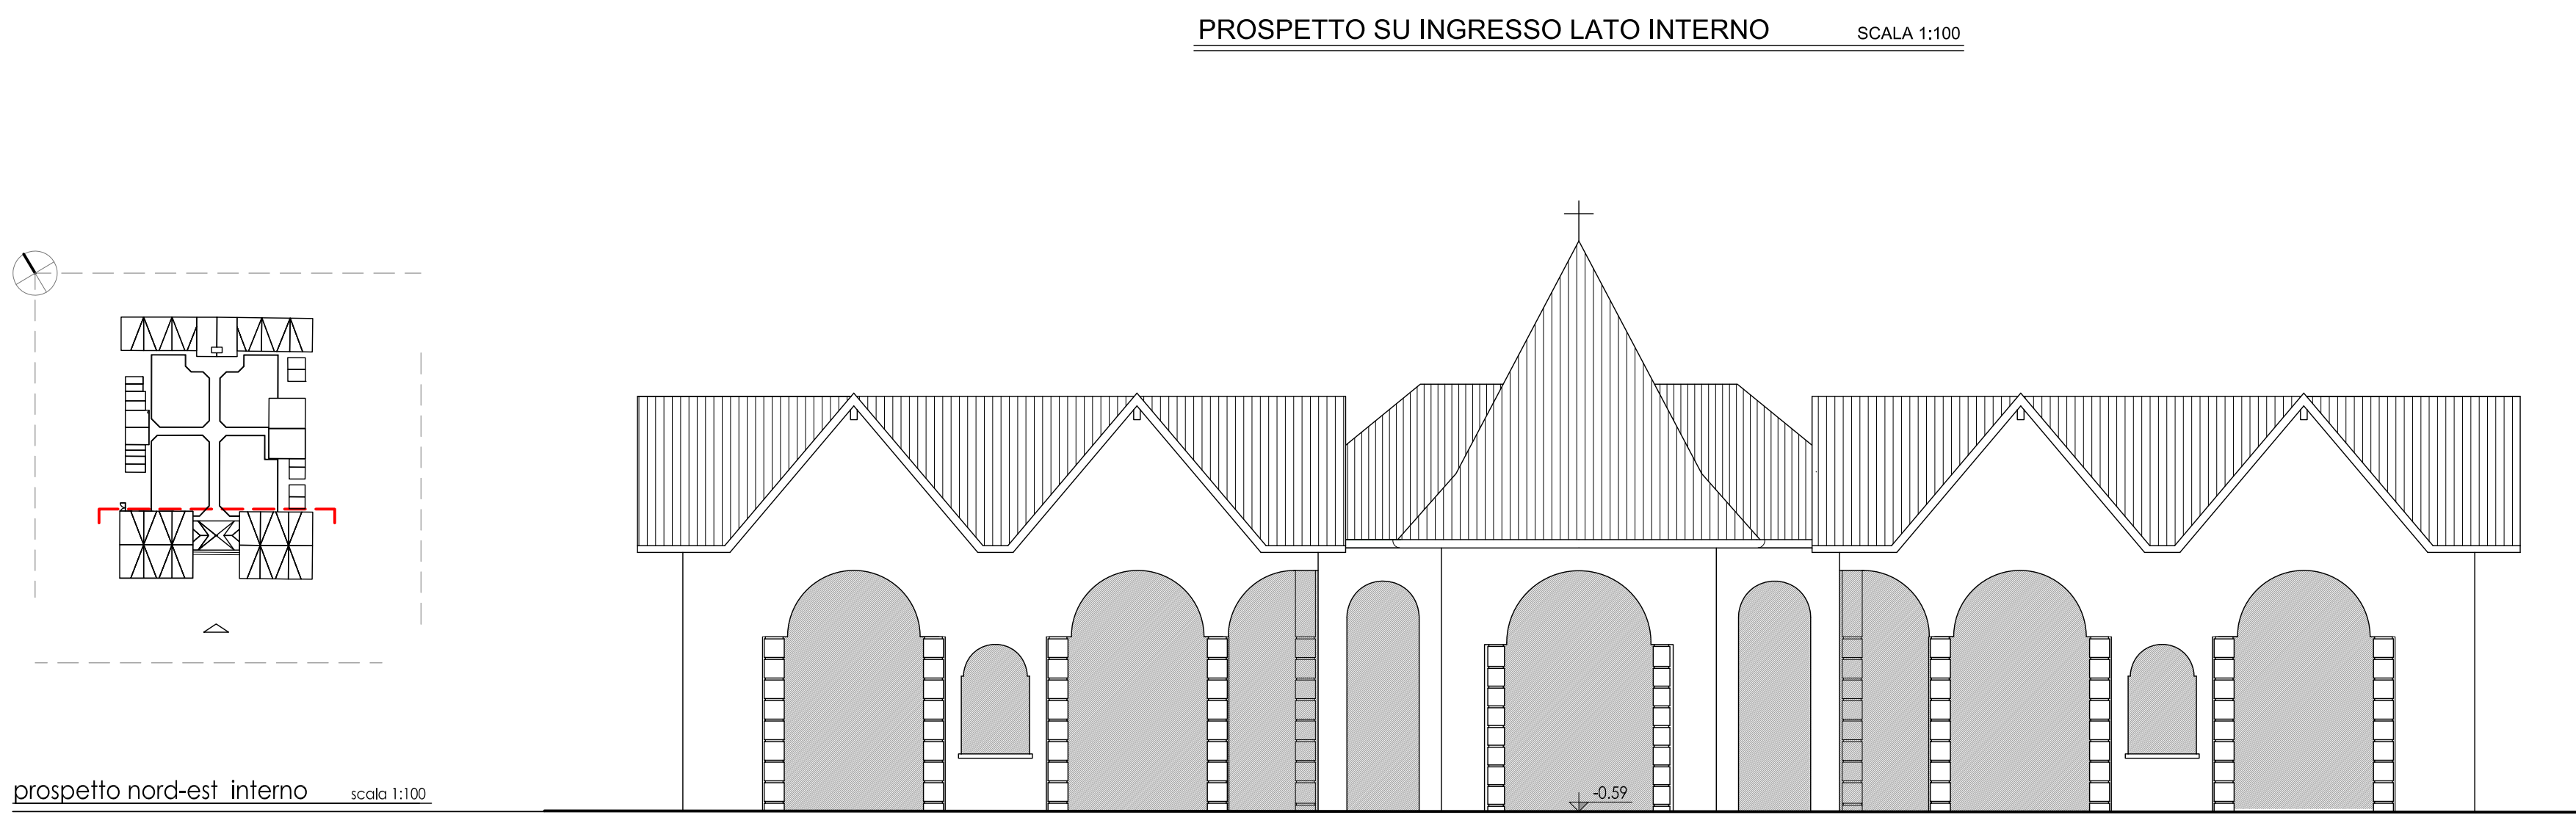 PROSPETTO SU INGRESSO LATO INTERNO SCALA 1:100
prospetto nord-est interno scala 1:100
-0.59